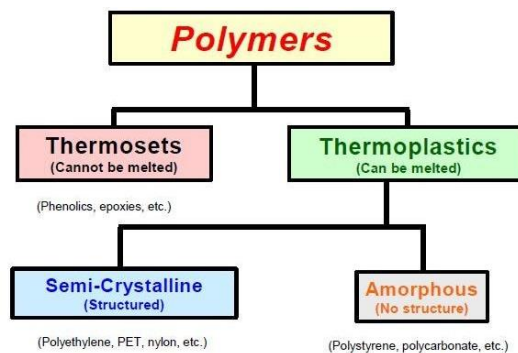 Polymers
Thermosets
(Cannot be melted)
Thermoplastics
(Can be melted)
(Phenolics, epoxies, etc.)
Semi-Crystalline
(Structured)
Amorphous
(No structure)
(Polyethylene, PET, nylon, etc.)
(Polystyrene, polycarbonate, etc.)